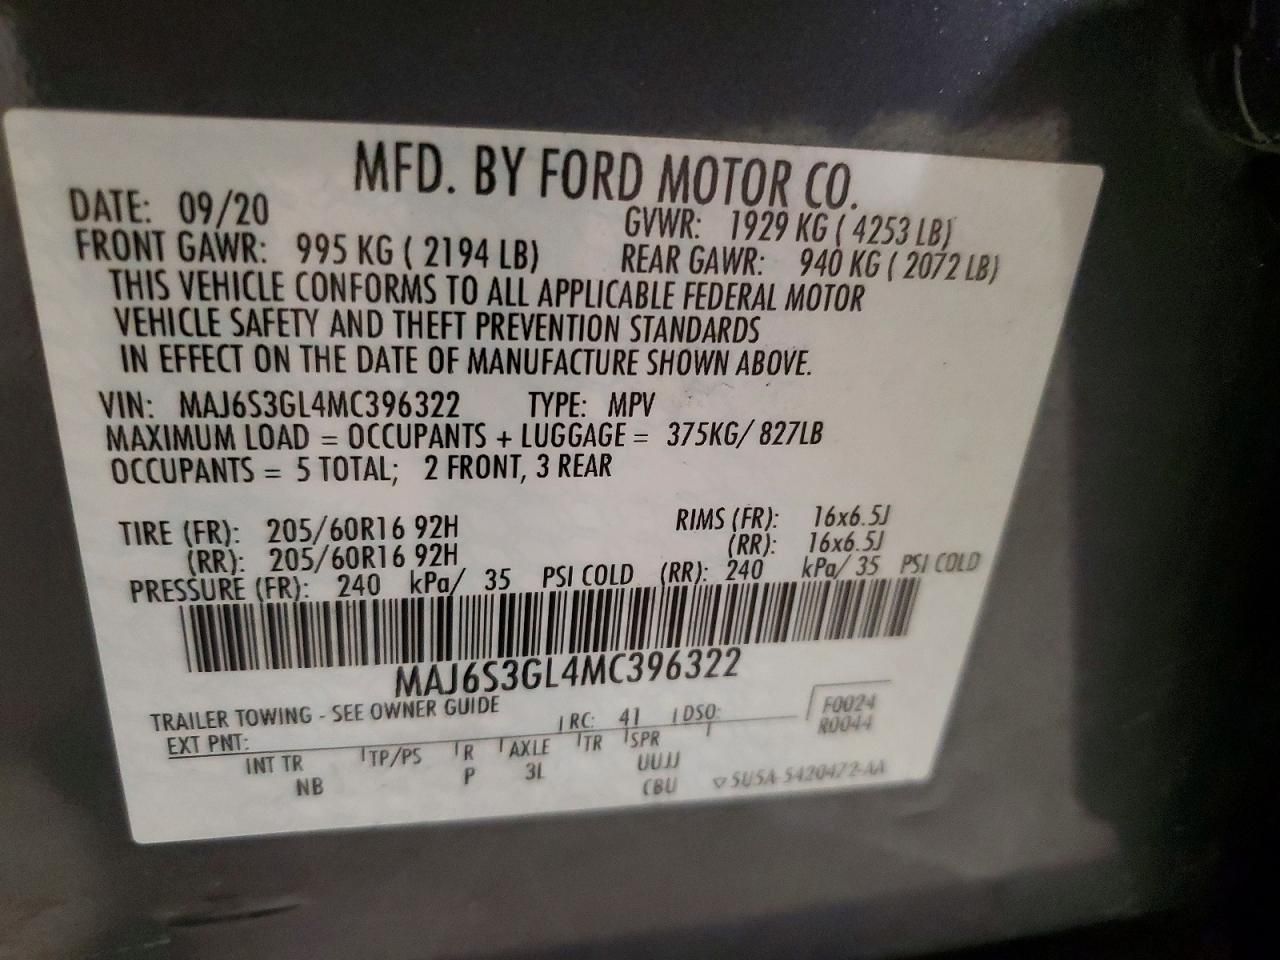 MFD. BY FORD MOTOR CO.
DATE: 09/20 GVWR: 1929 KG ( 4253 LB)
FRONT GAWR: 995 KG ( 2194 LB) REAR GAWR: 940 KG ( 2072 LB)
THIS VEHICLE CONFORMS TO ALL APPLICABLE FEDERAL MOTOR
VEHICLE SAFETY AND THEFT PREVENTION STANDARDS
IN EFFECT ON THE DATE OF MANUFACTURE SHOWN ABOVE.
VIN: MAJ6S3GL4MC396322 TYPE: MPV
MAXIMUM LOAD = OCCUPANTS + LUGGAGE = 375KG/ 827LB
OCCUPANTS = 5 TOTAL; 2 FRONT, 3 REAR
TIRE (FR): 205/60R16 92H RIMS (FR): 16x6.5J
(RR): 205/60R16 92H (RR): 16x6.5J
PRESSURE (FR): 240 kPa/ 35 PSI COLD (RR): 240 kPa/ 35 PSI COLD
MAJ6S3GL4MC396322
TRAILER TOWING - SEE OWNER GUIDE
F0024
EXT PNT: RC: 41 DSO: R0044
INT TR TP/PS R AXLE TR SPR
NB P 3L UUJJ
CBU 5U5A-5420472-AA